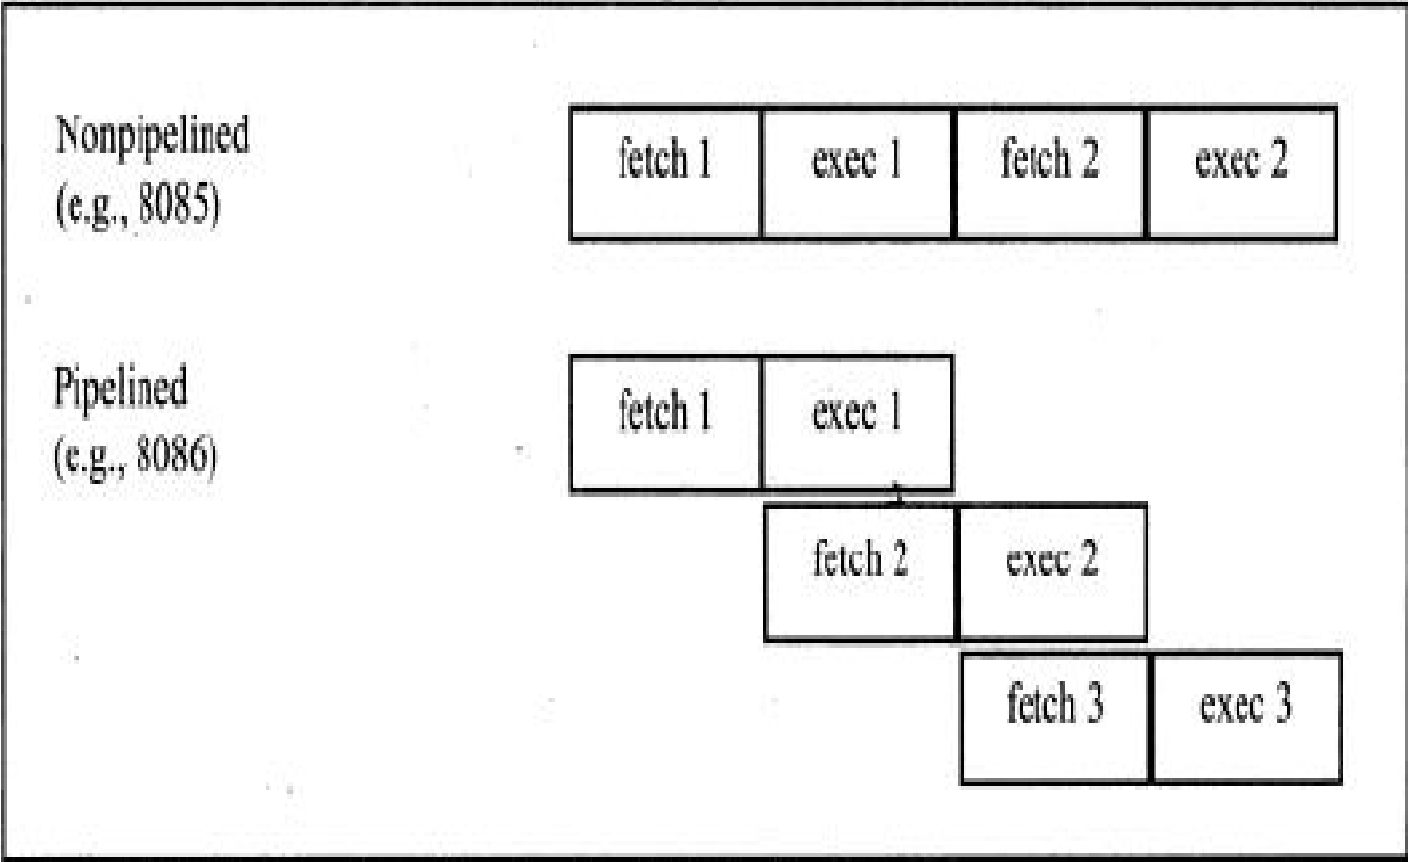 Nonpipelined
(e.g., 8085)
fetch 1 exec 1 fetch 2 exec 2
Pipelined
(e.g., 8086)
fetch 1 exec 1
fetch 2 exec 2
fetch 3 exec 3